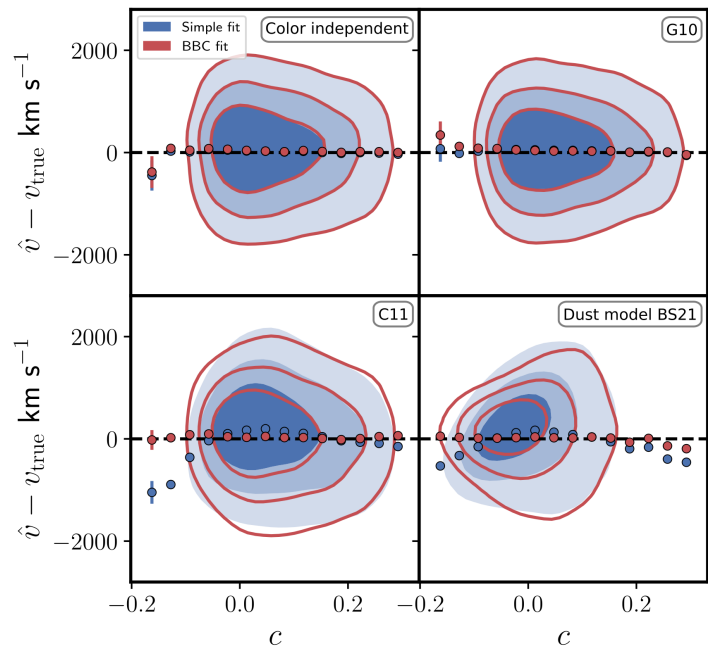 Simple fit
BBC fit
Color independent
G10
2000
0
−2000
v̂ − v_true km s⁻¹
C11
Dust model BS21
2000
0
−2000
v̂ − v_true km s⁻¹
−0.2 0.0 0.2 −0.2 0.0 0.2
c c